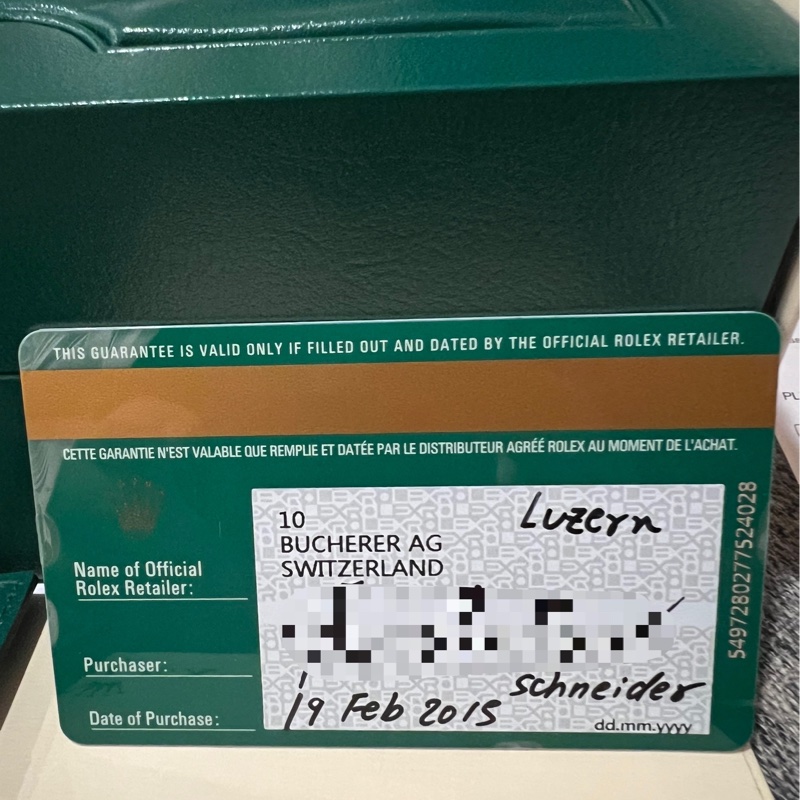 THIS GUARANTEE IS VALID ONLY IF FILLED OUT AND DATED BY THE OFFICIAL ROLEX RETAILER.
CETTE GARANTIE N'EST VALABLE QUE REMPLIE ET DATÉE PAR LE DISTRIBUTEUR AGRÉÉ ROLEX AU MOMENT DE L'ACHAT.
10
Luzern
BUCHERER AG
SWITZERLAND
Name of Official
Rolex Retailer:
Purchaser:
schneider
Date of Purchase:
19 Feb 2015
dd.mm.yyyy
5497280277524028
PL